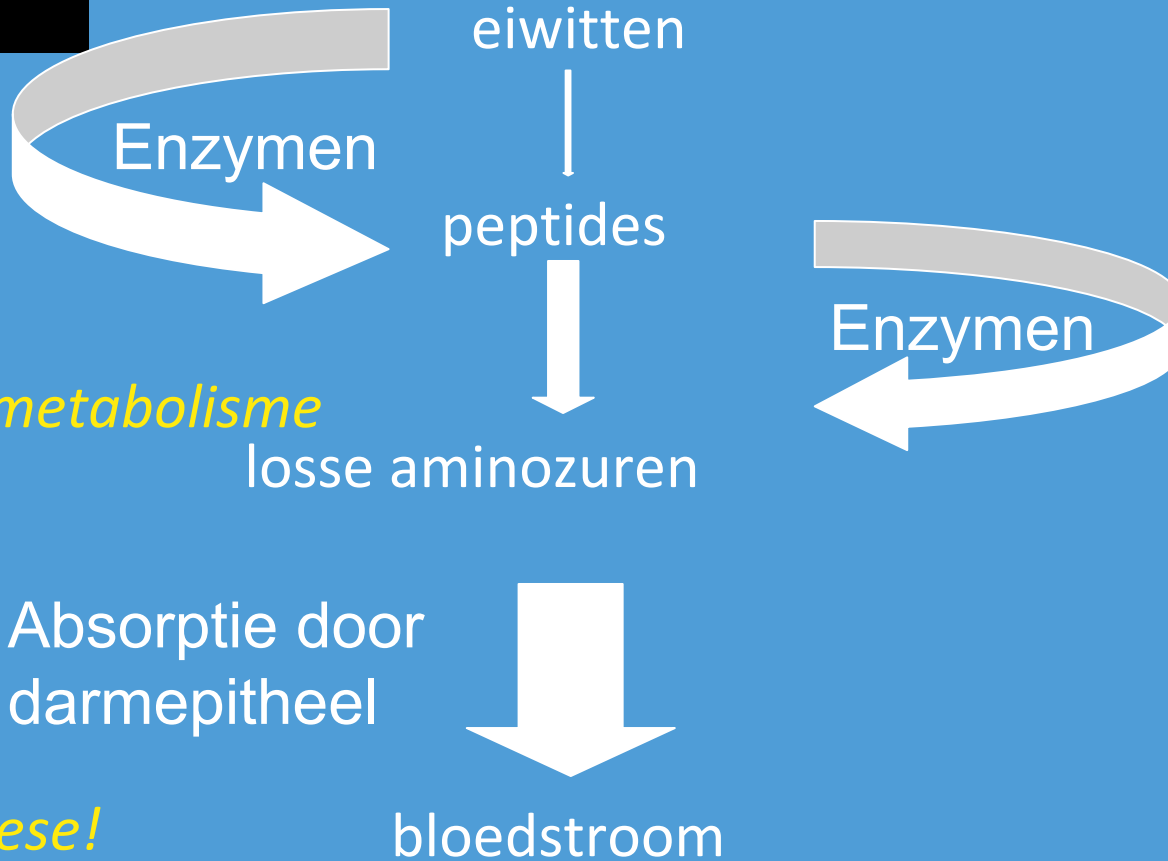 eiwitten
Enzymen
peptides
Enzymen
metabolisme
losse aminozuren
Absorptie door
darmepitheel
ese!
bloedstroom